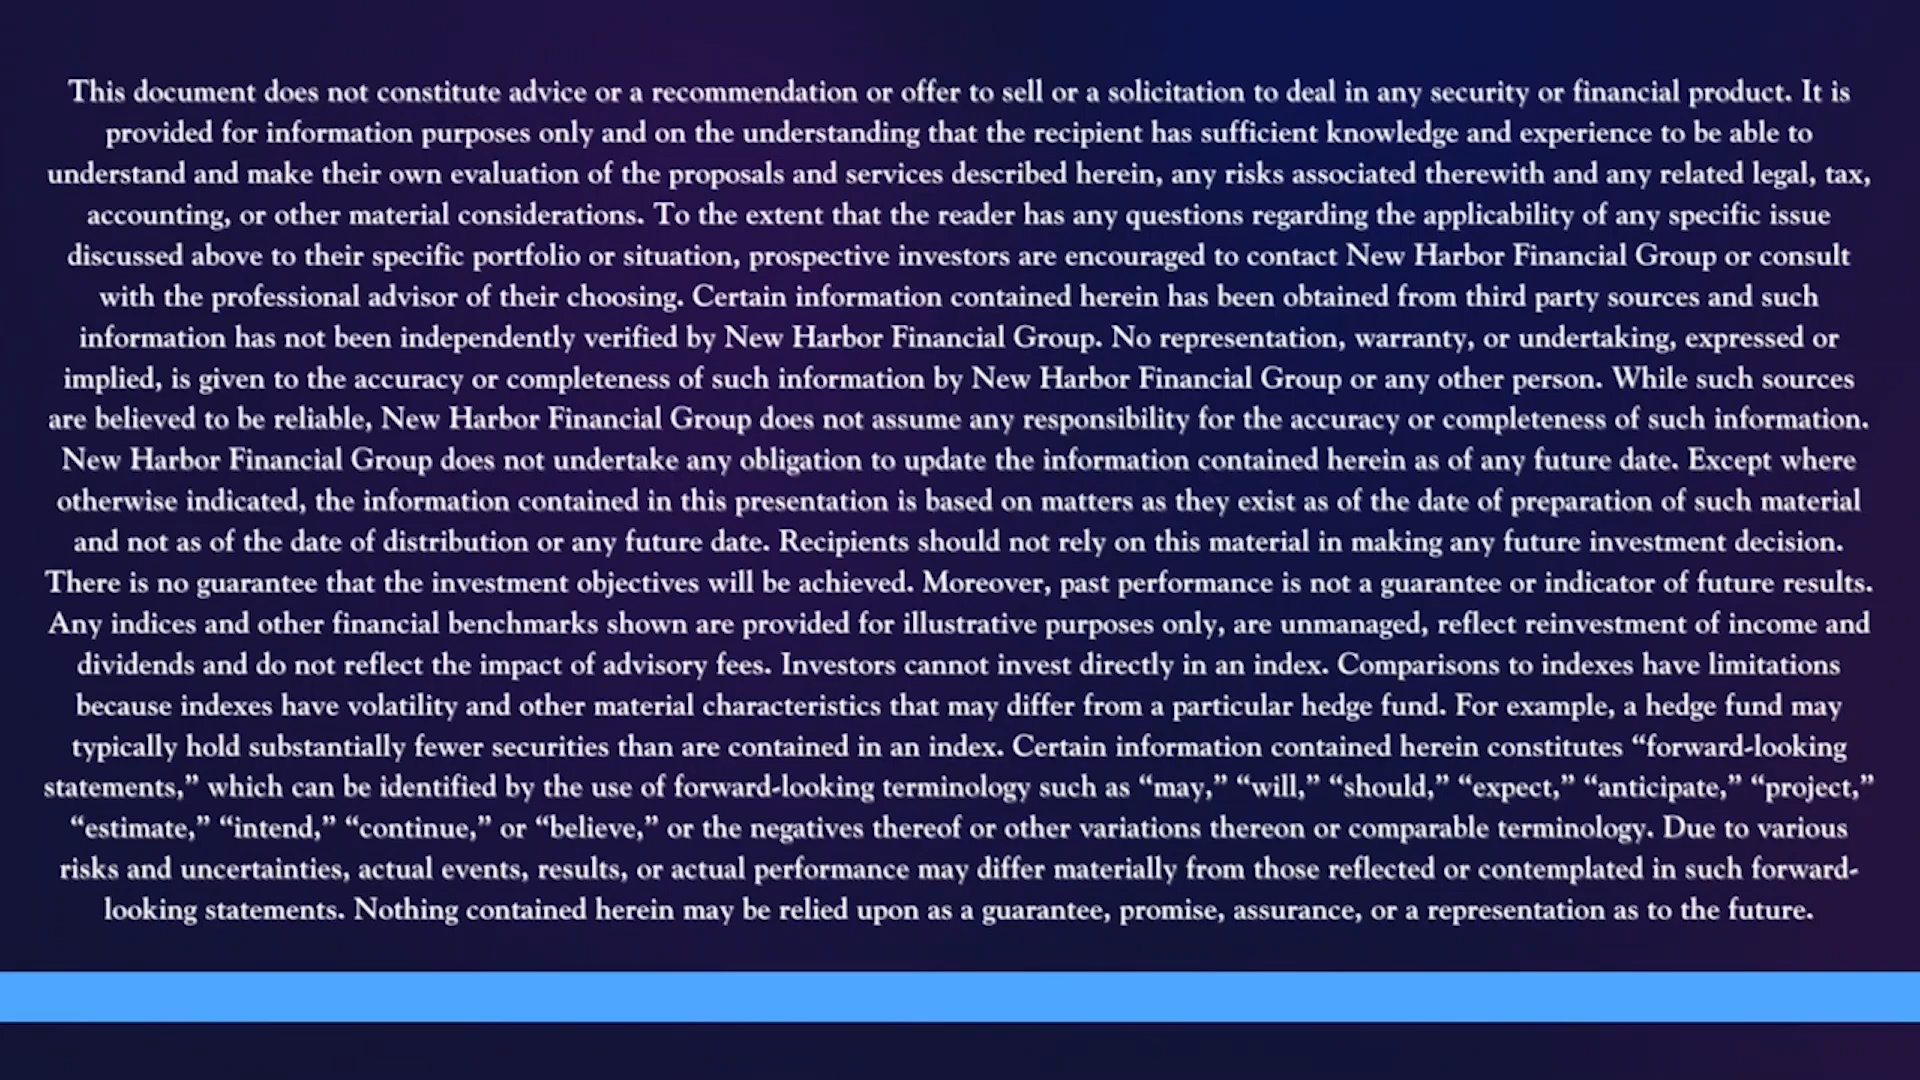 This document does not constitute advice or a recommendation or offer to sell or a solicitation to deal in any security or financial product. It is
provided for information purposes only and on the understanding that the recipient has sufficient knowledge and experience to be able to
understand and make their own evaluation of the proposals and services described herein, any risks associated therewith and any related legal, tax,
accounting, or other material considerations. To the extent that the reader has any questions regarding the applicability of any specific issue
discussed above to their specific portfolio or situation, prospective investors are encouraged to contact New Harbor Financial Group or consult
with the professional advisor of their choosing. Certain information contained herein has been obtained from third party sources and such
information has not been independently verified by New Harbor Financial Group. No representation, warranty, or undertaking, expressed or
implied, is given to the accuracy or completeness of such information by New Harbor Financial Group or any other person. While such sources
are believed to be reliable, New Harbor Financial Group does not assume any responsibility for the accuracy or completeness of such information.
New Harbor Financial Group does not undertake any obligation to update the information contained herein as of any future date. Except where
otherwise indicated, the information contained in this presentation is based on matters as they exist as of the date of preparation of such material
and not as of the date of distribution or any future date. Recipients should not rely on this material in making any future investment decision.
There is no guarantee that the investment objectives will be achieved. Moreover, past performance is not a guarantee or indicator of future results.
Any indices and other financial benchmarks shown are provided for illustrative purposes only, are unmanaged, reflect reinvestment of income and
dividends and do not reflect the impact of advisory fees. Investors cannot invest directly in an index. Comparisons to indexes have limitations
because indexes have volatility and other material characteristics that may differ from a particular hedge fund. For example, a hedge fund may
typically hold substantially fewer securities than are contained in an index. Certain information contained herein constitutes “forward-looking
statements,” which can be identified by the use of forward-looking terminology such as “may,” “will,” “should,” “expect,” “anticipate,” “project,”
“estimate,” “intend,” “continue,” or “believe,” or the negatives thereof or other variations thereon or comparable terminology. Due to various
risks and uncertainties, actual events, results, or actual performance may differ materially from those reflected or contemplated in such forward-
looking statements. Nothing contained herein may be relied upon as a guarantee, promise, assurance, or a representation as to the future.